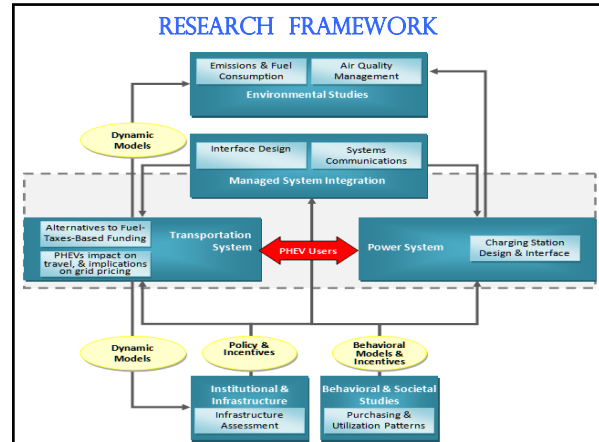 RESEARCH FRAMEWORK
Emissions & Fuel
Consumption
Air Quality
Management
Environmental Studies
Dynamic
Models
Interface Design
Systems
Communications
Managed System Integration
Alternatives to Fuel-
Taxes-Based Funding
PHEVs impact on
travel, & implications
on grid pricing
Transportation
System
PHEV Users
Power System
Charging Station
Design & Interface
Dynamic
Models
Policy &
Incentives
Behavioral
Models &
Incentives
Institutional &
Infrastructure
Infrastructure
Assessment
Behavioral & Societal
Studies
Purchasing &
Utilization Patterns